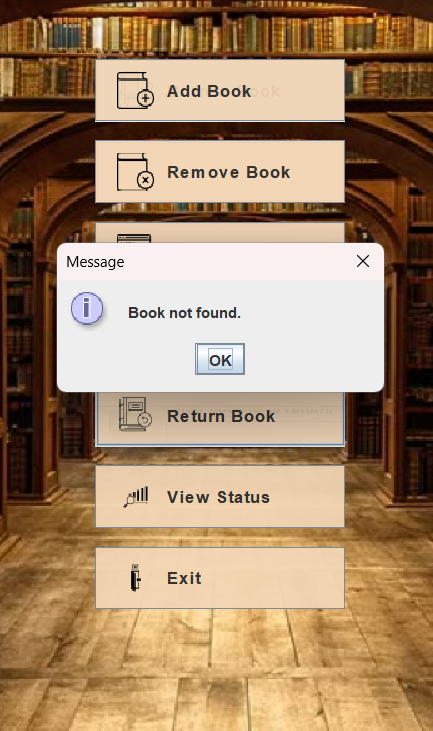 Add Book
Remove Book
Message
Book not found.
OK
Return Book
View Status
Exit